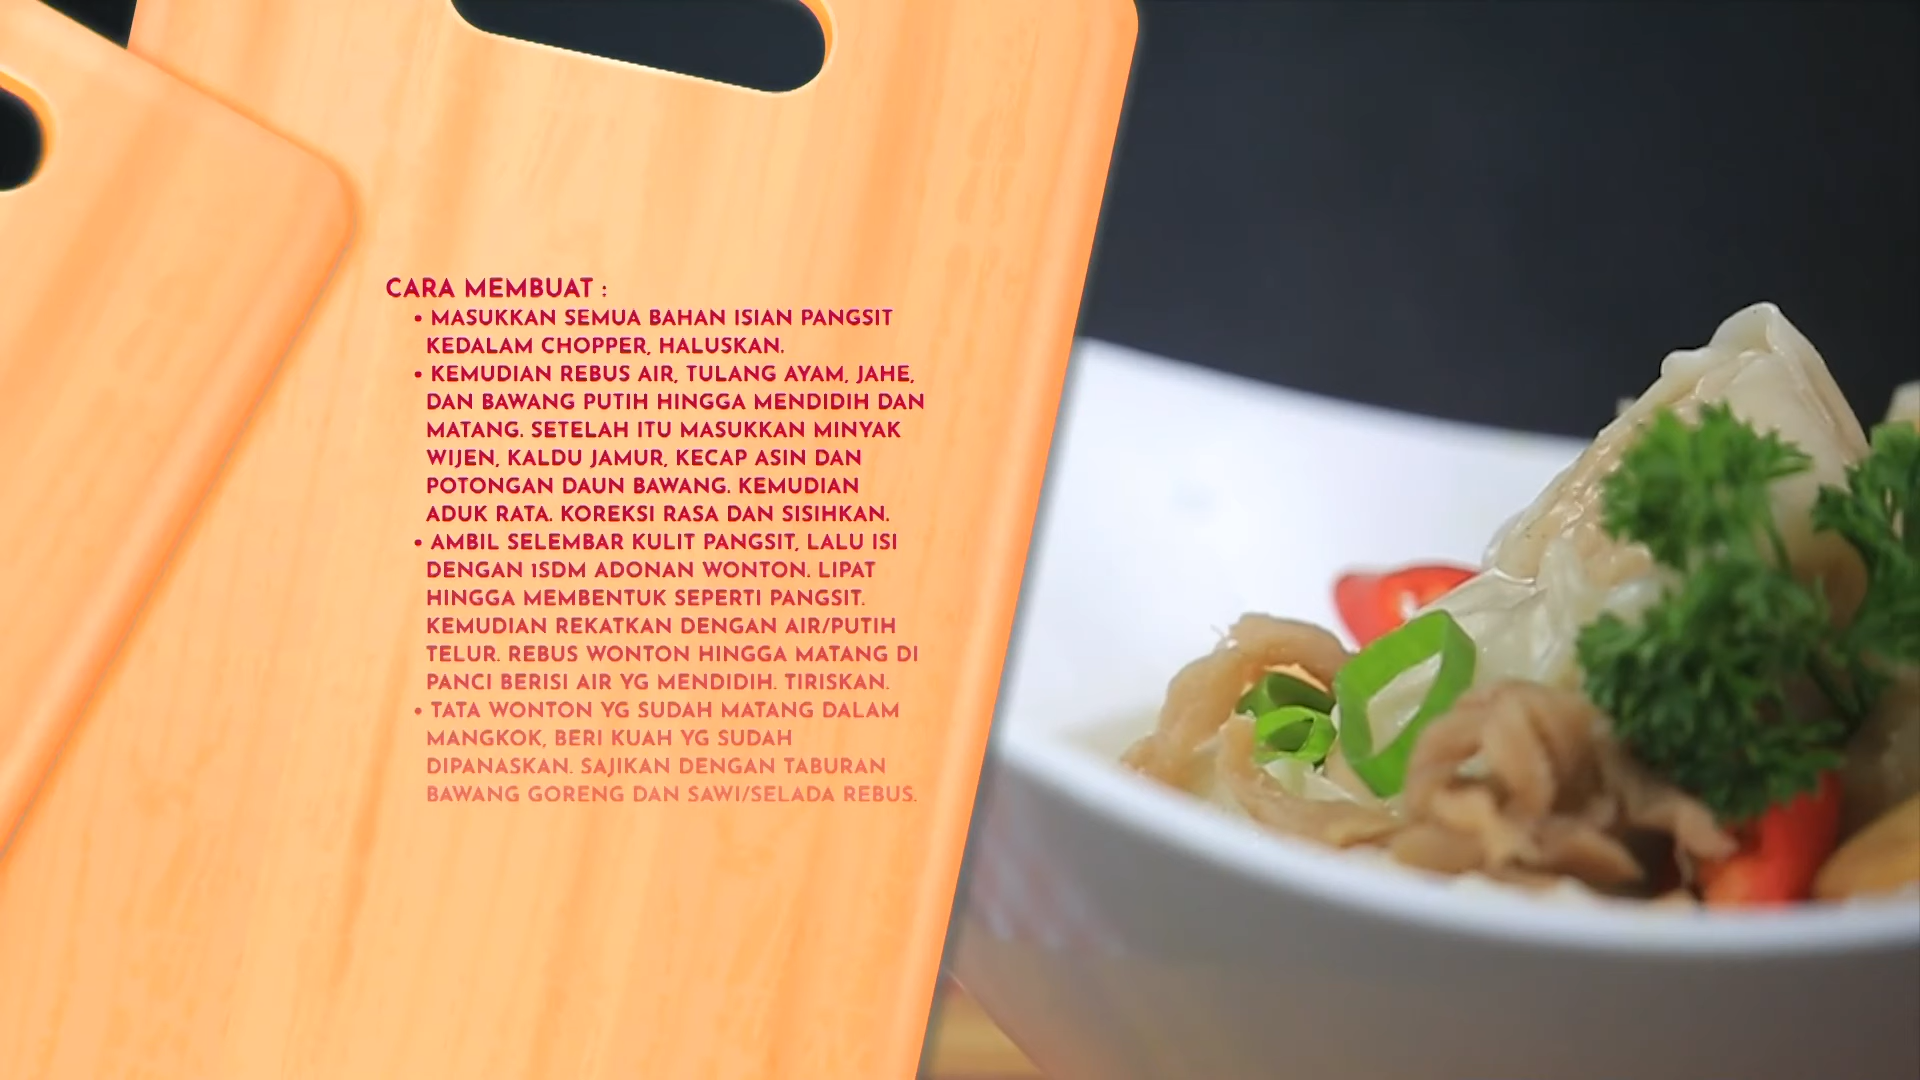 CARA MEMBUAT :
• MASUKKAN SEMUA BAHAN ISIAN PANGSIT
KEDALAM CHOPPER, HALUSKAN.
• KEMUDIAN REBUS AIR, TULANG AYAM, JAHE,
DAN BAWANG PUTIH HINGGA MENDIDIH DAN
MATANG. SETELAH ITU MASUKKAN MINYAK
WIJEN, KALDU JAMUR, KECAP ASIN DAN
POTONGAN DAUN BAWANG. KEMUDIAN
ADUK RATA. KOREKSI RASA DAN SISIHKAN.
• AMBIL SELEMBAR KULIT PANGSIT, LALU ISI
DENGAN 1SDM ADONAN WONTON. LIPAT
HINGGA MEMBENTUK SEPERTI PANGSIT.
KEMUDIAN REKATKAN DENGAN AIR/PUTIH
TELUR. REBUS WONTON HINGGA MATANG DI
PANCI BERISI AIR YG MENDIDIH. TIRISKAN.
• TATA WONTON YG SUDAH MATANG DALAM
MANGKOK, BERI KUAH YG SUDAH
DIPANASKAN. SAJIKAN DENGAN TABURAN
BAWANG GORENG DAN SAWI/SELADA REBUS.